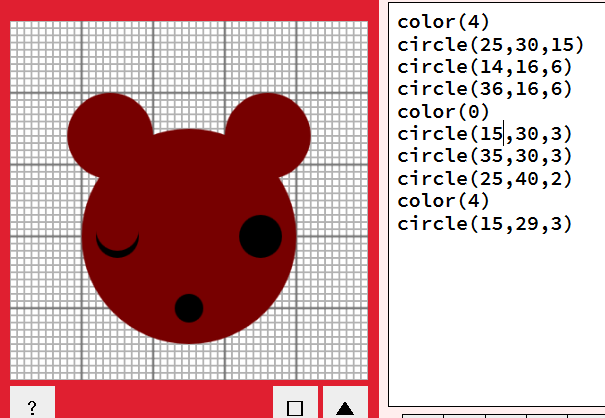 color(4)
circle(25,30,15)
circle(14,16,6)
circle(36,16,6)
color(0)
circle(15,30,3)
circle(35,30,3)
circle(25,40,2)
color(4)
circle(15,29,3)
?